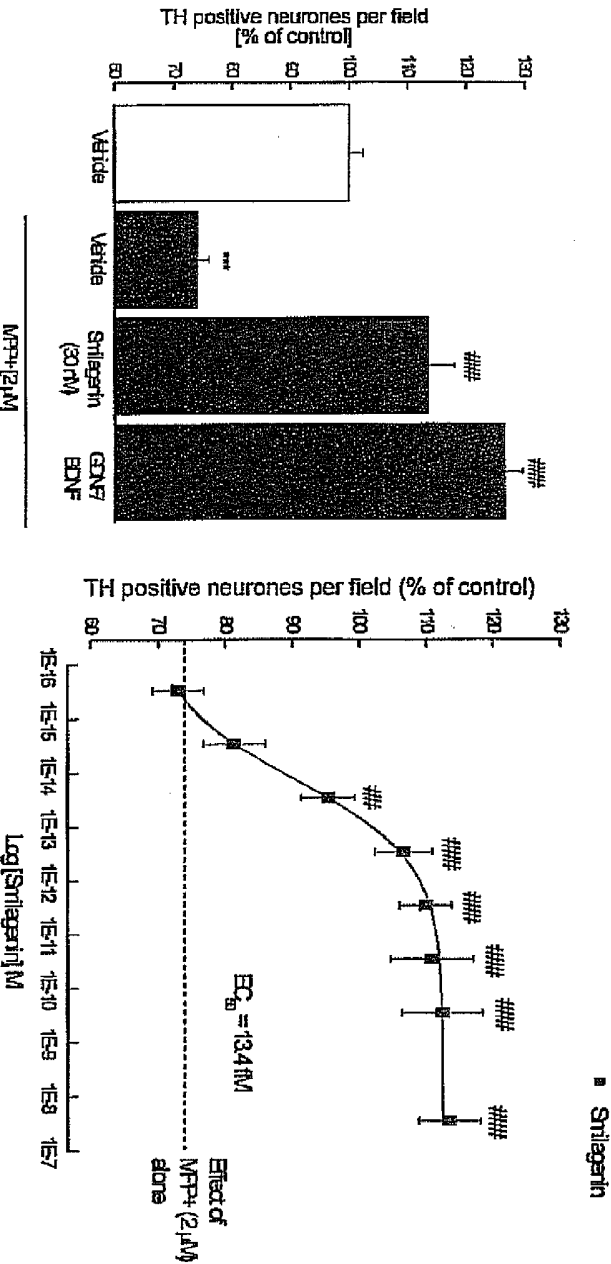 TH positive neurones per field
[% of control]
130
120
110
100
90
80
70
60
Vehicle
Vehicle
Smilagenin
(30 nM)
GDNF/
BDNF
***
###
###
MPP+ [2 µM]
TH positive neurones per field (% of control)
130
120
110
100
90
80
70
60
1E-16
1E-15
1E-14
1E-13
1E-12
1E-11
1E-10
1E-9
1E-8
1E-7
Log [Smilagenin] M
Smilagenin
##
###
###
###
###
###
EC50 = 13.4 fM
Effect of
MPP+ (2 µM)
alone